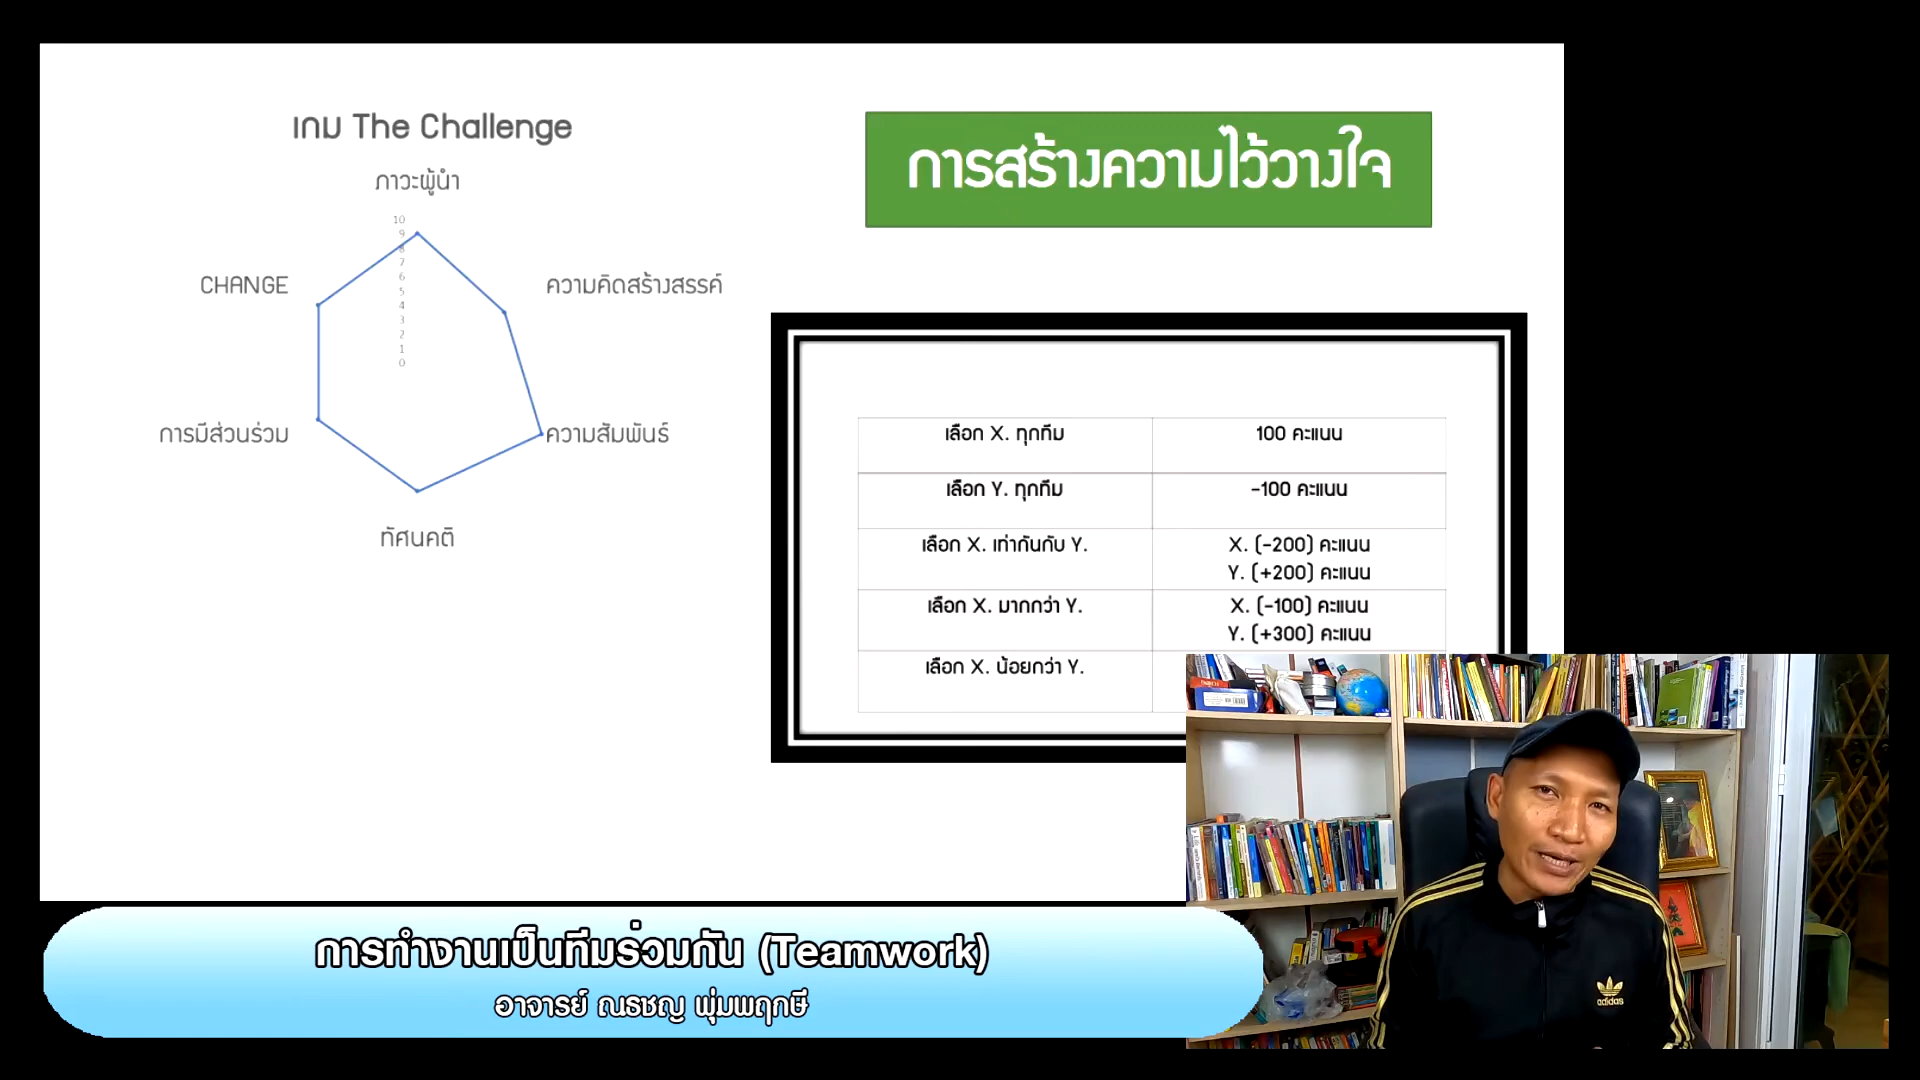 เกม The Challenge
ภาวะผู้นำ
10
9
8
7
6
5
4
3
2
1
0
CHANGE
ความคิดสร้างสรรค์
การมีส่วนร่วม
ความสัมพันธ์
ทัศนคติ
การสร้างความไว้วางใจ
เลือก X. ทุกทีม
100 คะแนน
เลือก Y. ทุกทีม
-100 คะแนน
เลือก X. เท่ากันกับ Y.
X. (-200) คะแนน
Y. (+200) คะแนน
เลือก X. มากกว่า Y.
X. (-100) คะแนน
Y. (+300) คะแนน
เลือก X. น้อยกว่า Y.
adidas
การทำงานเป็นทีมร่วมกัน (Teamwork)
อาจารย์ ณรชญ พุ่มพฤกษี